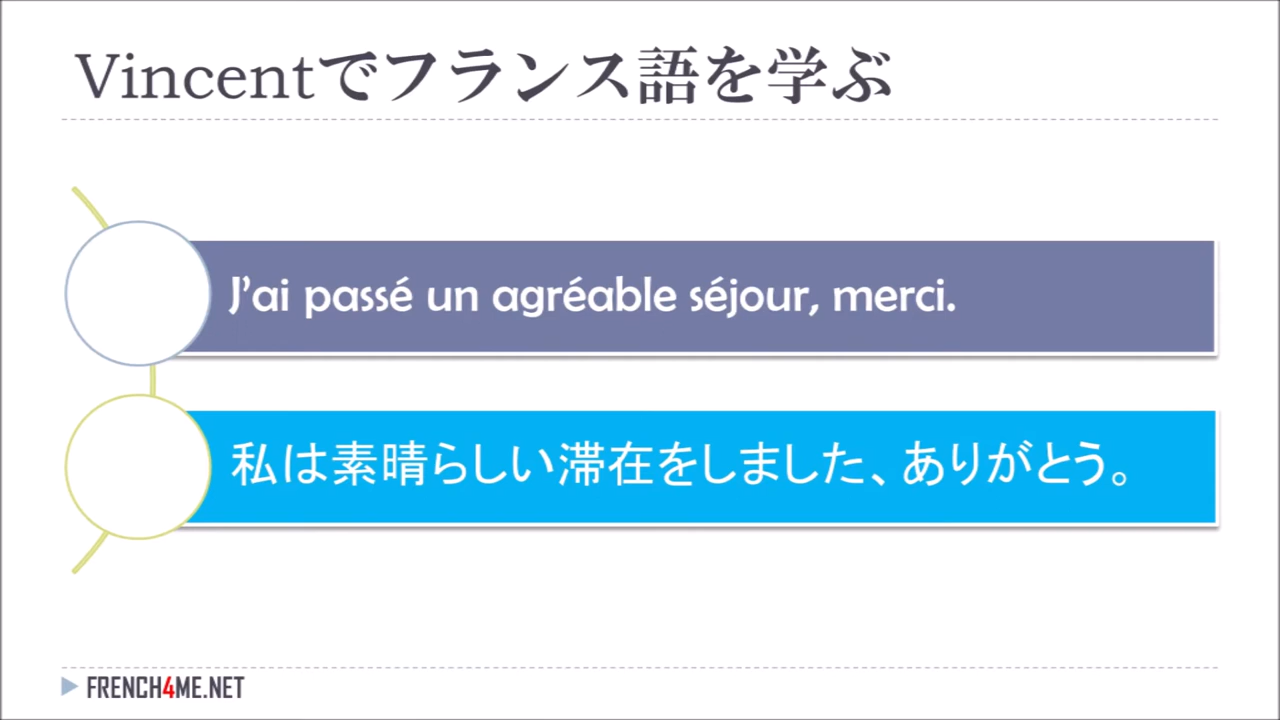 Vincentでフランス語を学ぶ
J'ai passé un agréable séjour, merci.
私は素晴らしい滞在をしました、ありがとう。
FRENCH4ME.NET